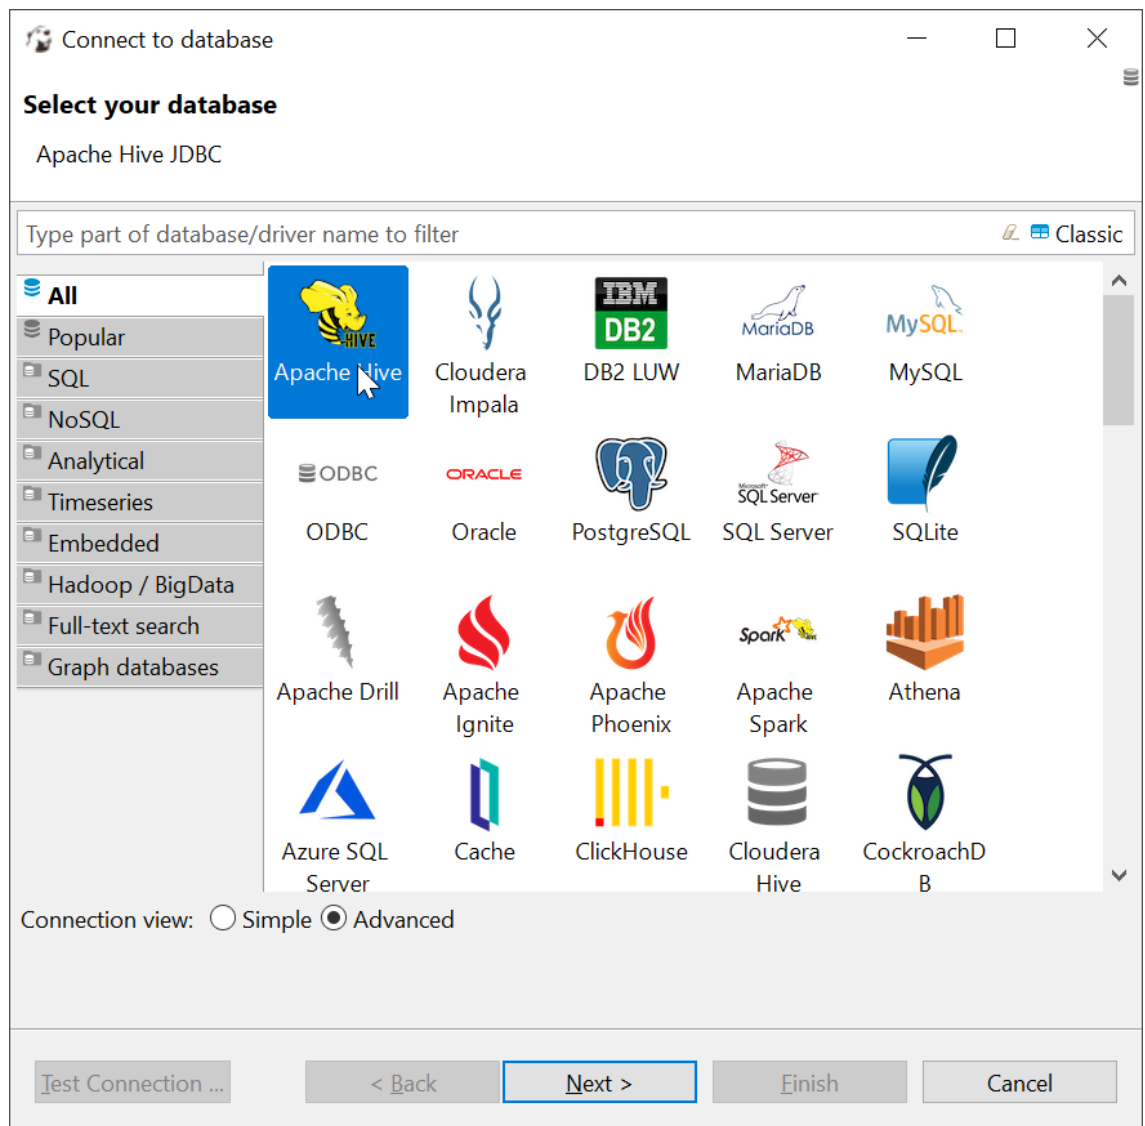 Connect to database
Select your database
Apache Hive JDBC
Type part of database/driver name to filter
Classic
All
Popular
SQL
NoSQL
Analytical
Timeseries
Embedded
Hadoop / BigData
Full-text search
Graph databases
HIVE
IBM
DB2
MariaDB
MySQL
Apache Hive
Cloudera
Impala
DB2 LUW
MariaDB
MySQL
ODBC
ORACLE
Microsoft
SQL Server
ODBC
Oracle
PostgreSQL
SQL Server
SQLite
Spark
Apache Drill
Apache
Ignite
Apache
Phoenix
Apache
Spark
Athena
Azure SQL
Server
Cache
ClickHouse
Cloudera
Hive
CockroachD
B
Connection view: Simple Advanced
Test Connection ...
< Back
Next >
Finish
Cancel